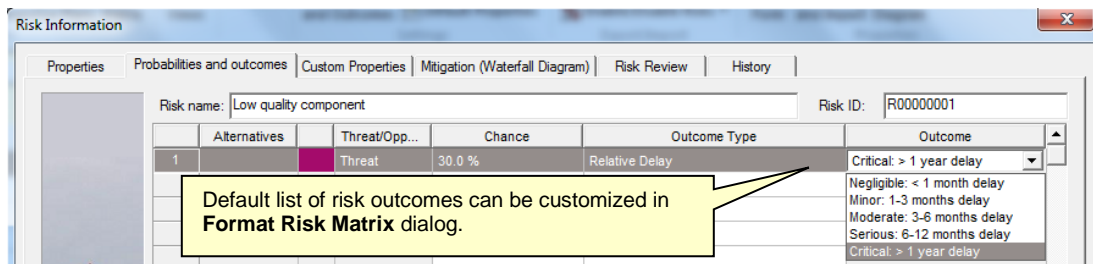 Risk Information
Properties Probabilities and outcomes Custom Properties Mitigation (Waterfall Diagram) Risk Review History
Risk name: Low quality component Risk ID: R00000001
Alternatives Threat/Opp... Chance Outcome Type Outcome
1 Threat 30.0 % Relative Delay Critical: > 1 year delay
Negligible: < 1 month delay
Minor: 1-3 months delay
Moderate: 3-6 months delay
Serious: 6-12 months delay
Critical: > 1 year delay
Default list of risk outcomes can be customized in
Format Risk Matrix dialog.